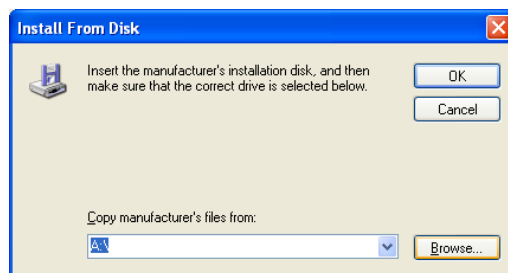 Install From Disk
Insert the manufacturer's installation disk, and then
make sure that the correct drive is selected below.
OK
Cancel
Copy manufacturer's files from:
A:\
Browse...